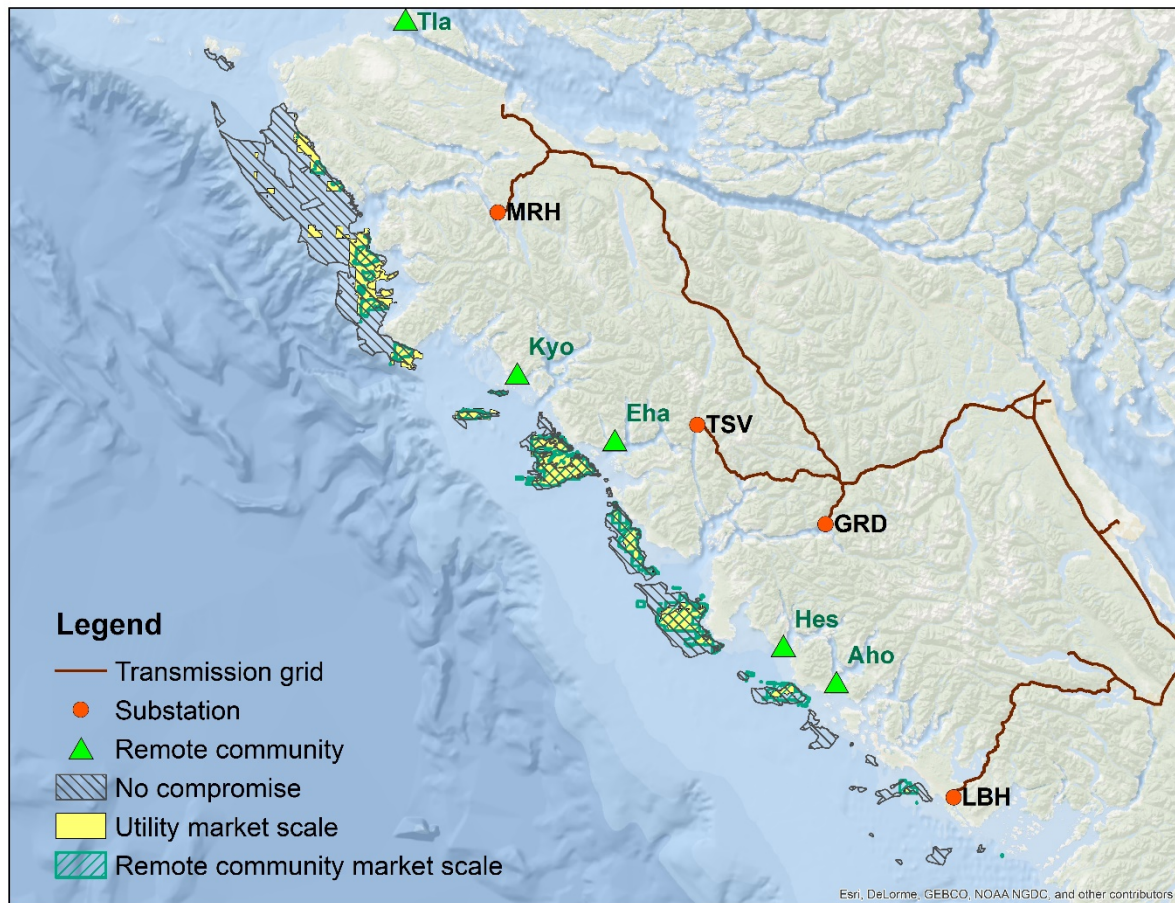 Tla
MRH
Kyo
Eha
TSV
GRD
Hes
Aho
LBH
Legend
Transmission grid
Substation
Remote community
No compromise
Utility market scale
Remote community market scale
Esri, DeLorme, GEBCO, NOAA NGDC, and other contributors